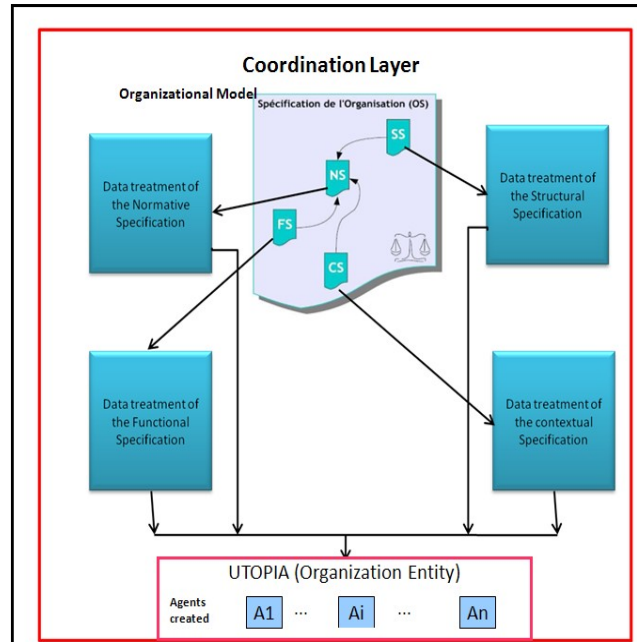 Coordination Layer
Organizational Model
Spécification de l'Organisation (OS)
SS
NS
FS
CS
Data treatment of
the Normative
Specification
Data treatment of
the Structural
Specification
Data treatment of
the Functional
Specification
Data treatment of
the contextual
Specification
UTOPIA (Organization Entity)
Agents
created
A1 ... Ai ... An